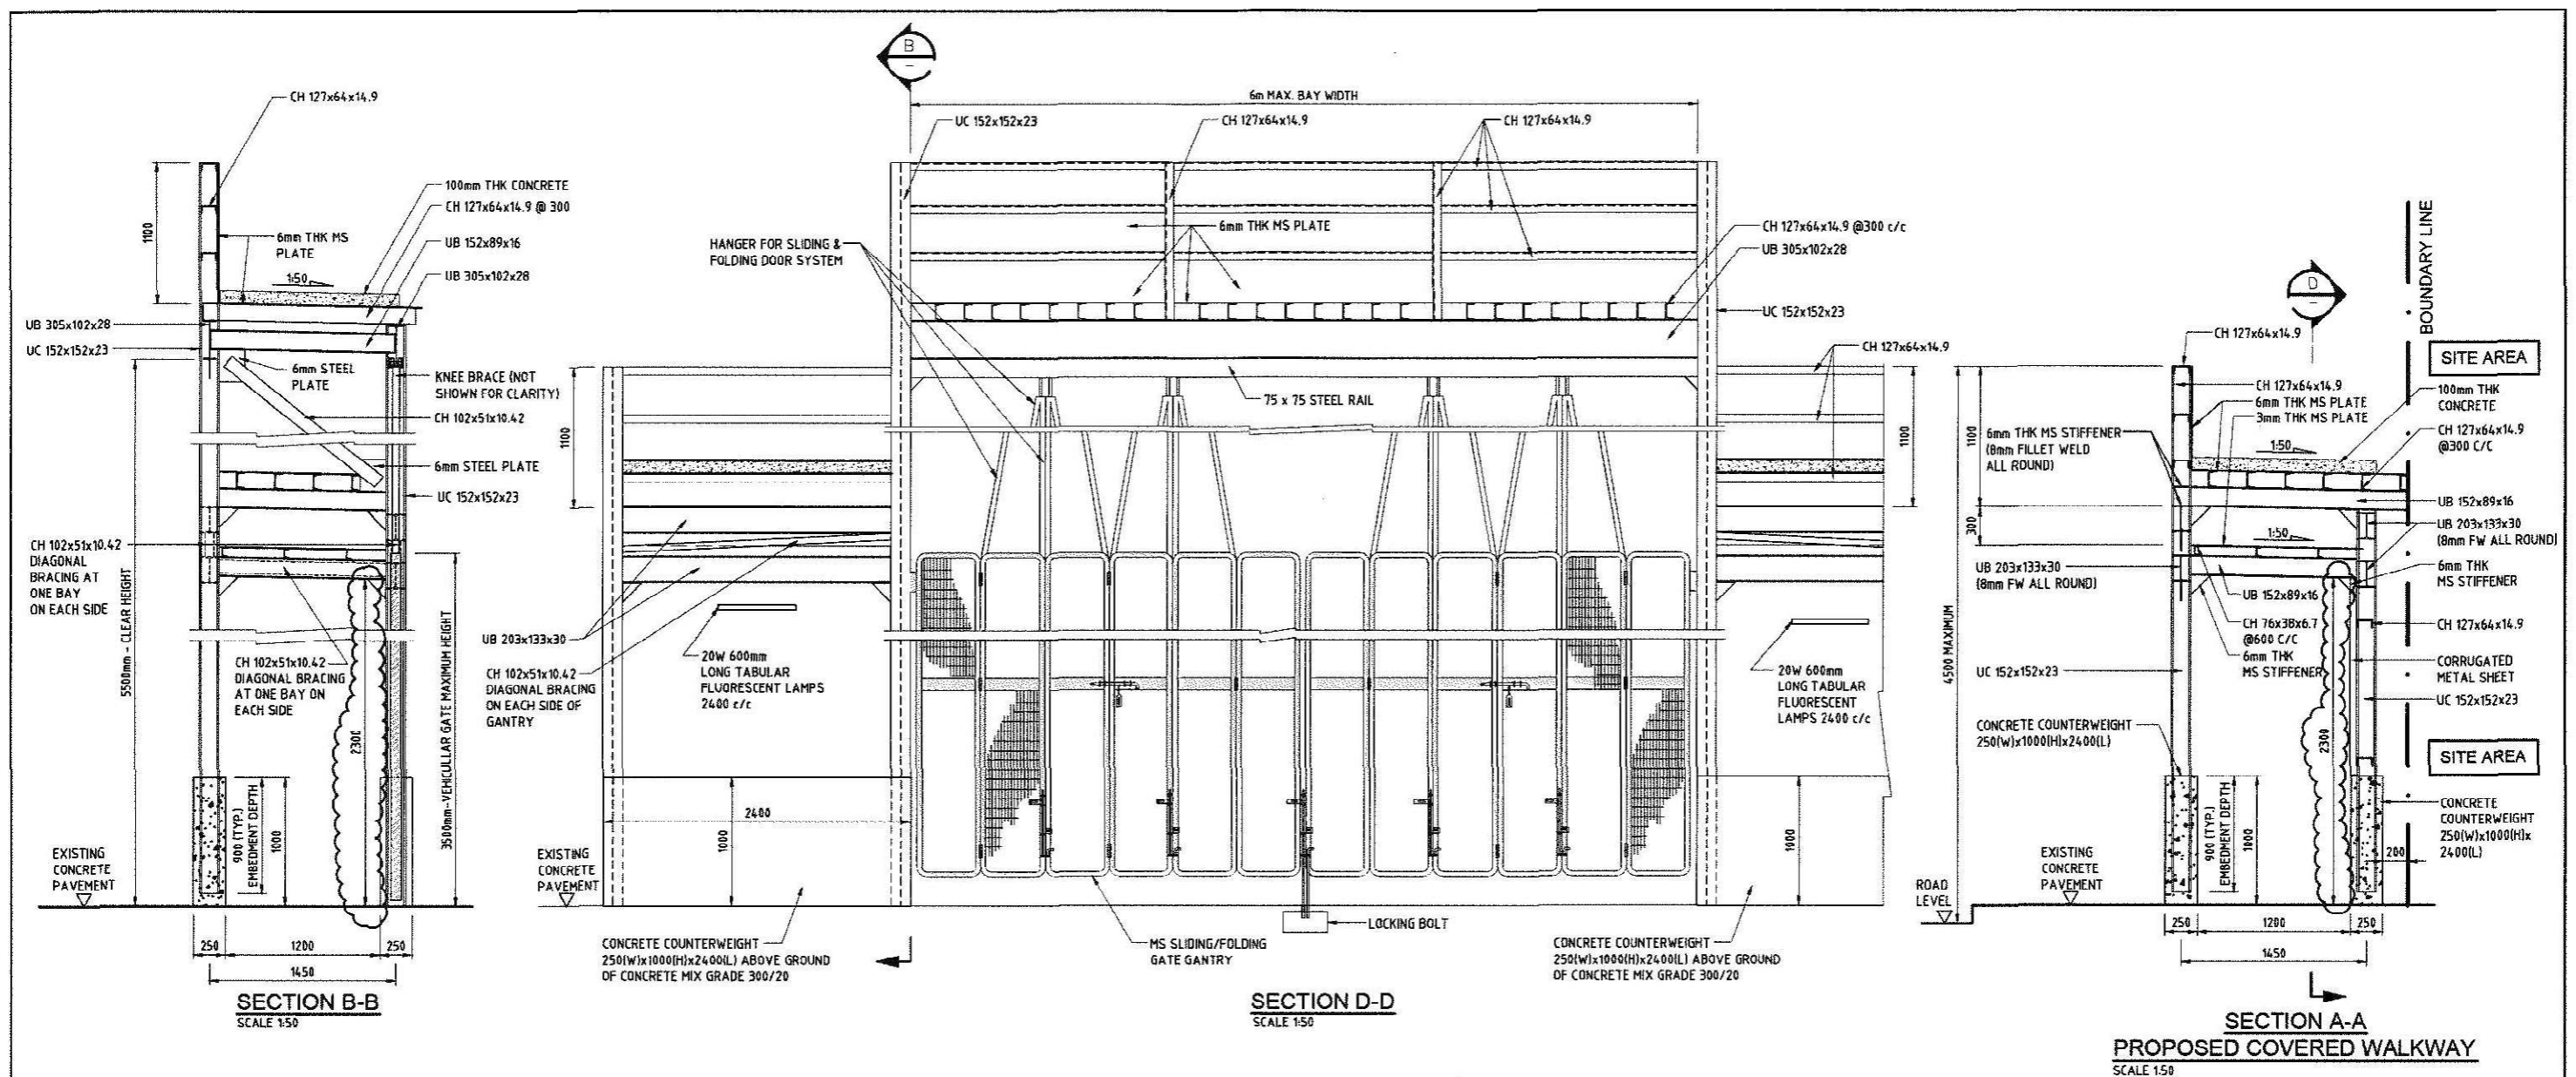 CH 127x64x14.9
1100
100mm THK CONCRETE
CH 127x64x14.9 @ 300
6mm THK MS
PLATE
UB 152x89x16
1:50
UB 305x102x28
UB 305x102x28
UC 152x152x23
6mm STEEL
PLATE
KNEE BRACE (NOT
SHOWN FOR CLARITY)
CH 102x51x10.42
6mm STEEL PLATE
UC 152x152x23
CH 102x51x10.42
DIAGONAL
BRACING AT
ONE BAY
ON EACH SIDE
5500mm - CLEAR HEIGHT
CH 102x51x10.42
DIAGONAL BRACING
AT ONE BAY ON
EACH SIDE
2300
3500mm-VEHICULAR GATE MAXIMUM HEIGHT
900 (TYP.)
EMBEDMENT DEPTH
1000
EXISTING
CONCRETE
PAVEMENT
250
1200
250
1450
SECTION B-B
SCALE 1:50
B
6m MAX. BAY WIDTH
UC 152x152x23
CH 127x64x14.9
CH 127x64x14.9
6mm THK MS PLATE
HANGER FOR SLIDING &
FOLDING DOOR SYSTEM
CH 127x64x14.9 @300 c/c
UB 305x102x28
UC 152x152x23
CH 127x64x14.9
75 x 75 STEEL RAIL
1100
1100
UB 203x133x30
CH 102x51x10.42
DIAGONAL BRACING
ON EACH SIDE OF
GANTRY
20W 600mm
LONG TABULAR
FLUORESCENT LAMPS
2400 c/c
20W 600mm
LONG TABULAR
FLUORESCENT
LAMPS 2400 c/c
2400
1000
1000
EXISTING
CONCRETE
PAVEMENT
LOCKING BOLT
CONCRETE COUNTERWEIGHT
250(W)x1000(H)x2400(L) ABOVE GROUND
OF CONCRETE MIX GRADE 300/20
MS SLIDING/FOLDING
GATE GANTRY
CONCRETE COUNTERWEIGHT
250(W)x1000(H)x2400(L) ABOVE GROUND
OF CONCRETE MIX GRADE 300/20
SECTION D-D
SCALE 1:50
BOUNDARY LINE
D
CH 127x64x14.9
SITE AREA
CH 127x64x14.9
6mm THK MS PLATE
3mm THK MS PLATE
100mm THK
CONCRETE
1100
6mm THK MS STIFFENER
(8mm FILLET WELD
ALL ROUND)
1:50
CH 127x64x14.9
@300 C/C
UB 152x89x16
300
1:50
UB 203x133x30
(8mm FW ALL ROUND)
UB 203x133x30
(8mm FW ALL ROUND)
6mm THK
MS STIFFENER
UB 152x89x16
CH 76x38x6.7
@600 C/C
CH 127x64x14.9
4500 MAXIMUM
6mm THK
MS STIFFENER
UC 152x152x23
CORRUGATED
METAL SHEET
UC 152x152x23
CONCRETE COUNTERWEIGHT
250(W)x1000(H)x2400(L)
2300
SITE AREA
900 (TYP.)
EMBEDMENT DEPTH
1000
CONCRETE
COUNTERWEIGHT
250(W)x1000(H)x
2400(L)
200
EXISTING
CONCRETE
PAVEMENT
ROAD
LEVEL
250
1200
250
1450
SECTION A-A
PROPOSED COVERED WALKWAY
SCALE 1:50